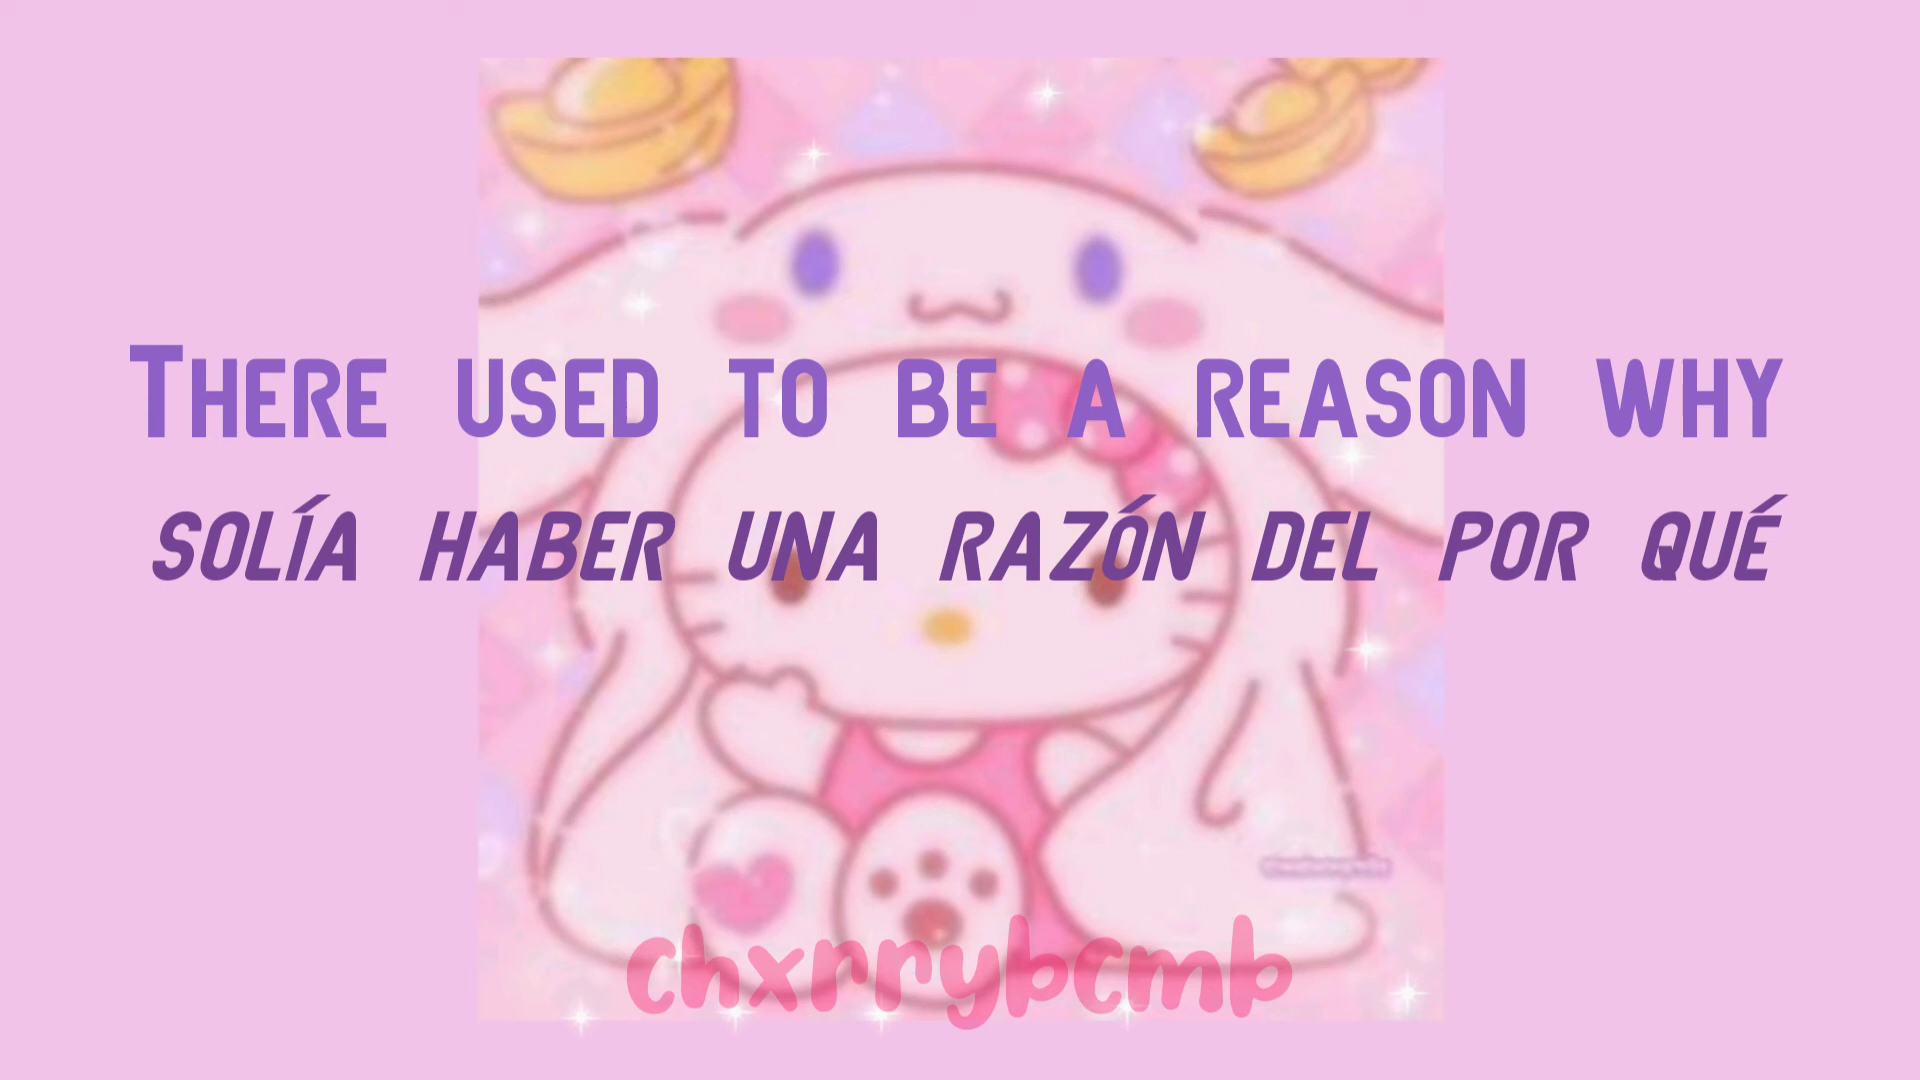 There used to be a reason why
solía haber una razón del por qué
chxrrybcmb